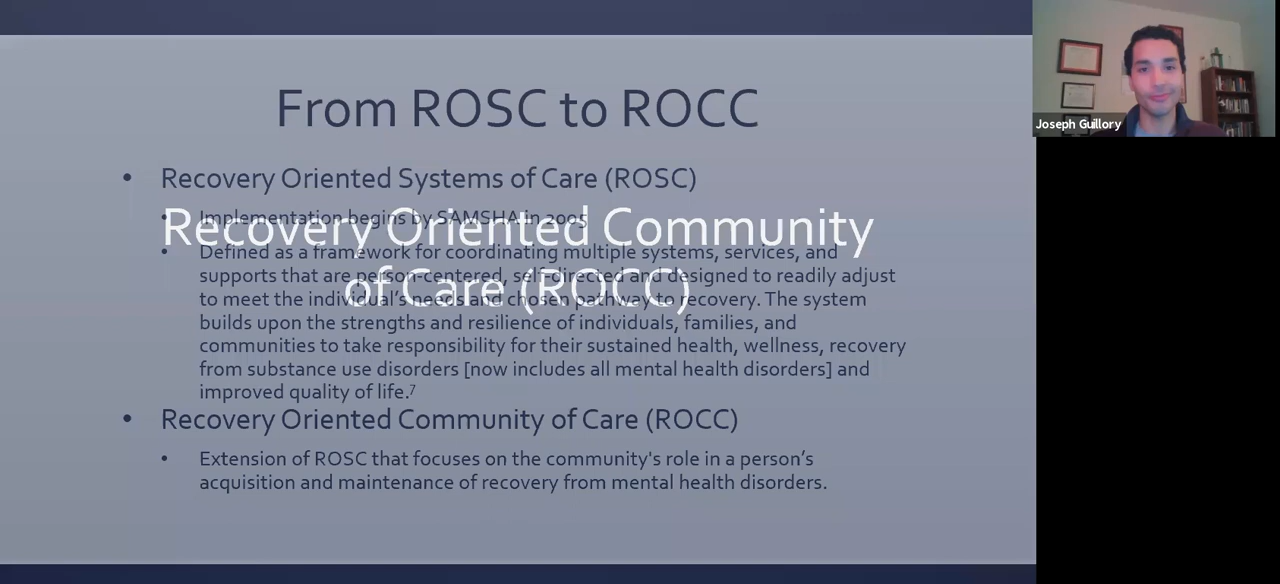 From ROSC to ROCC
• Recovery Oriented Systems of Care (ROSC)
• Implementation begins by SAMSHA in 2005
Recovery Oriented Community
of Care (ROCC)
• Defined as a framework for coordinating multiple systems, services, and
supports that are person-centered, self-directed and designed to readily adjust
to meet the individual's needs and chosen pathway to recovery. The system
builds upon the strengths and resilience of individuals, families, and
communities to take responsibility for their sustained health, wellness, recovery
from substance use disorders [now includes all mental health disorders] and
improved quality of life.⁷
• Recovery Oriented Community of Care (ROCC)
• Extension of ROSC that focuses on the community's role in a person's
acquisition and maintenance of recovery from mental health disorders.
Joseph Guillory